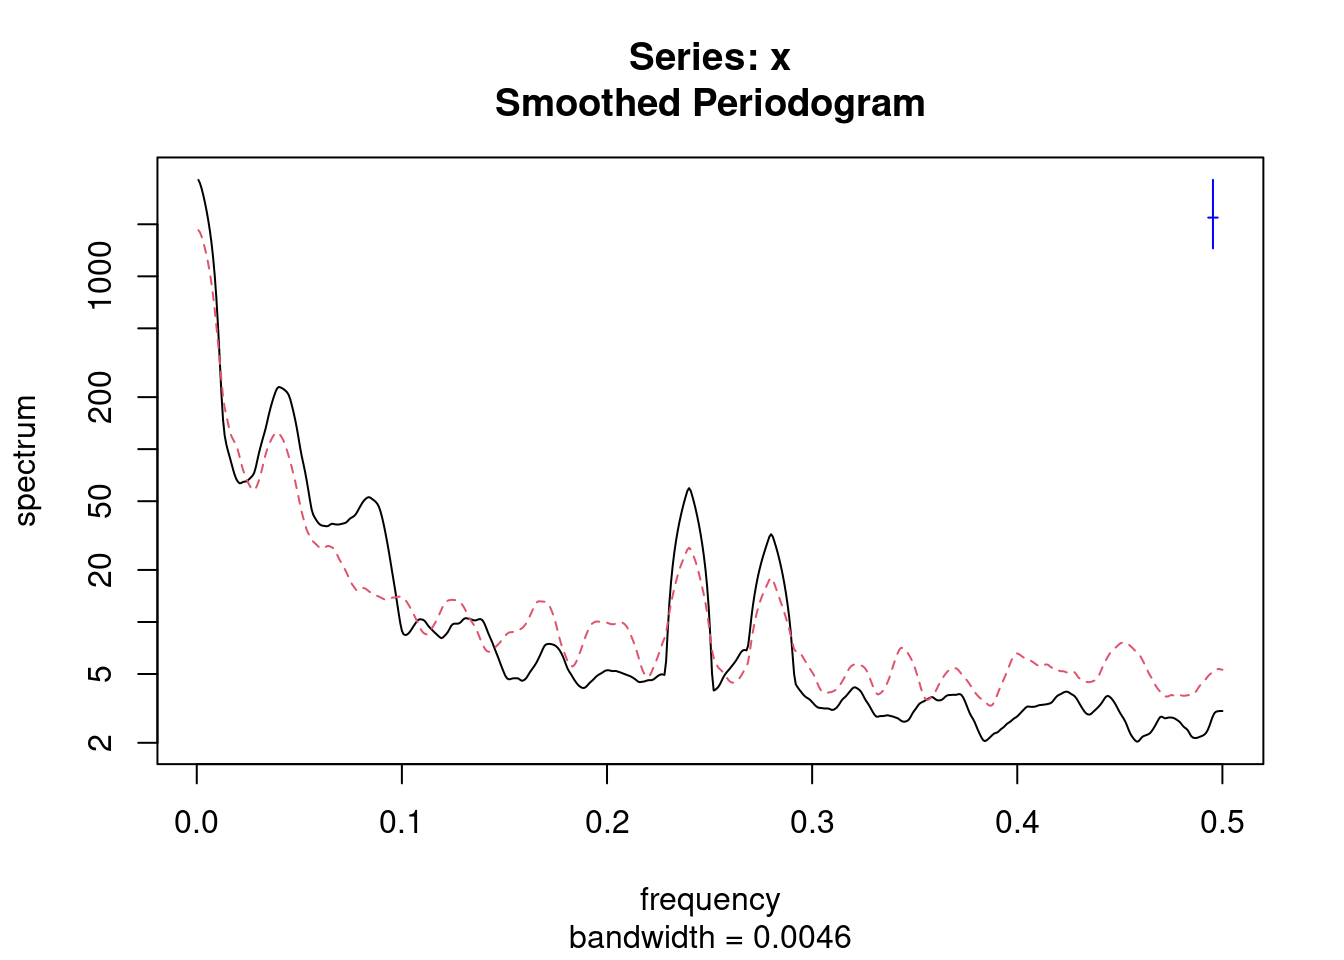 Series: x
Smoothed Periodogram
spectrum
1000
200
50
20
5
2
0.0 0.1 0.2 0.3 0.4 0.5
frequency
bandwidth = 0.0046